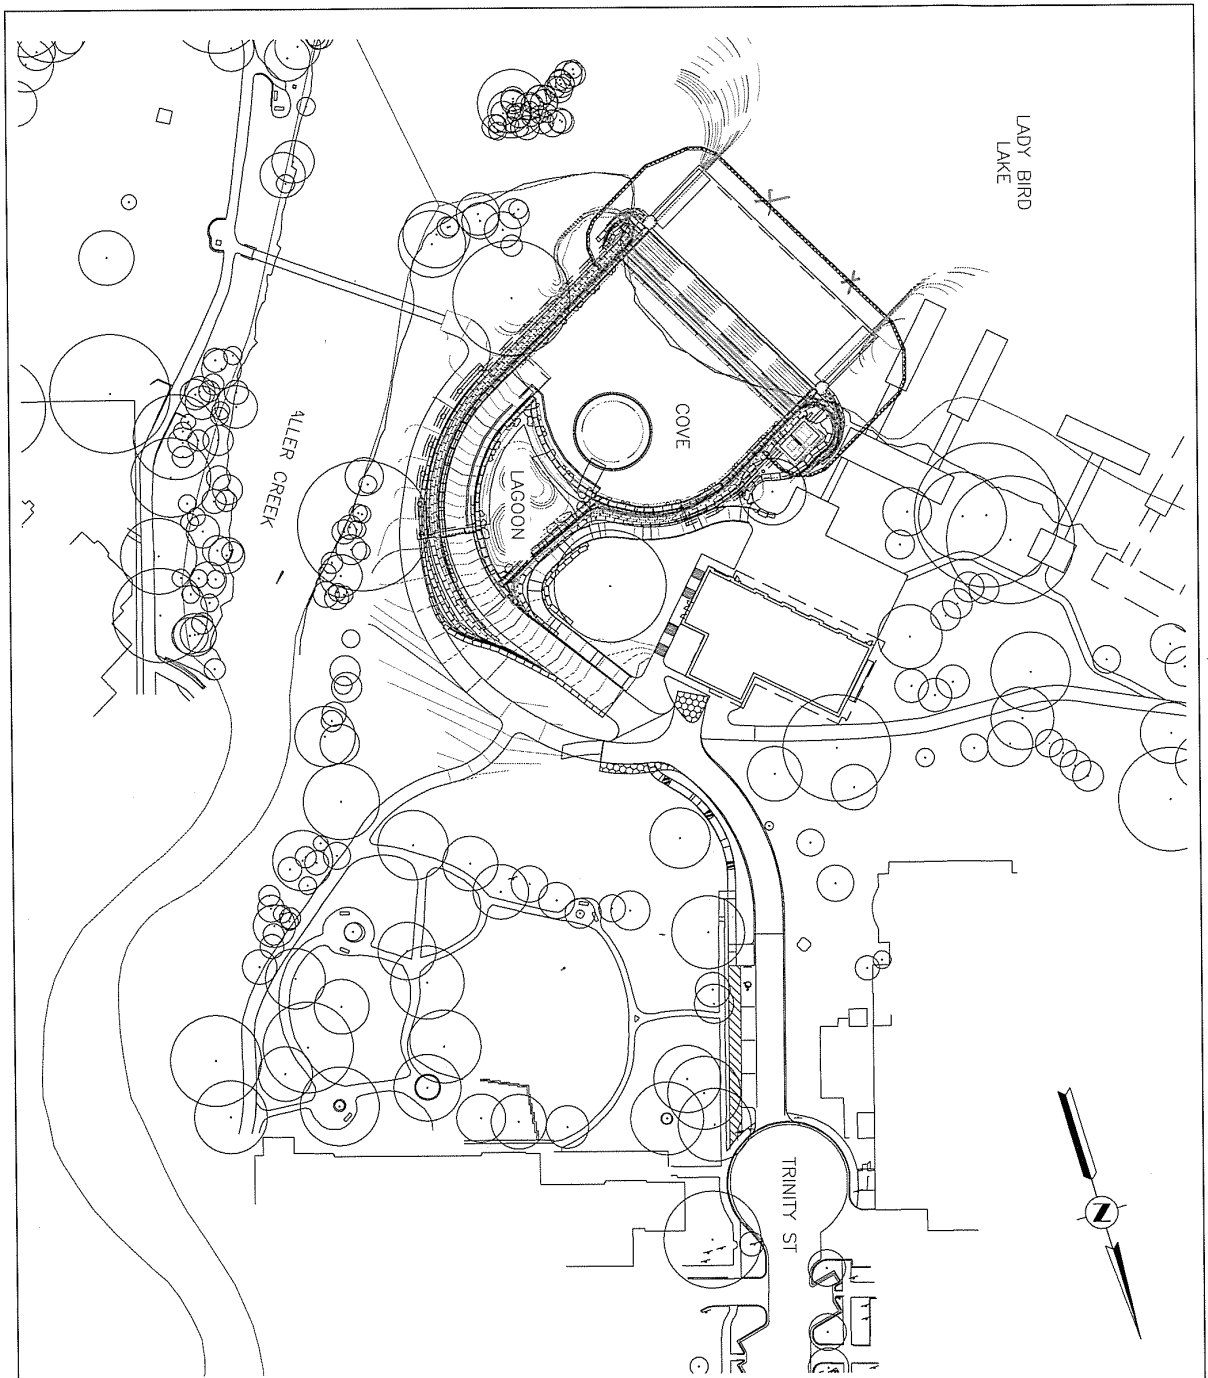 LADY BIRD
LAKE
COVE
LAGOON
ALLER CREEK
TRINITY ST
N